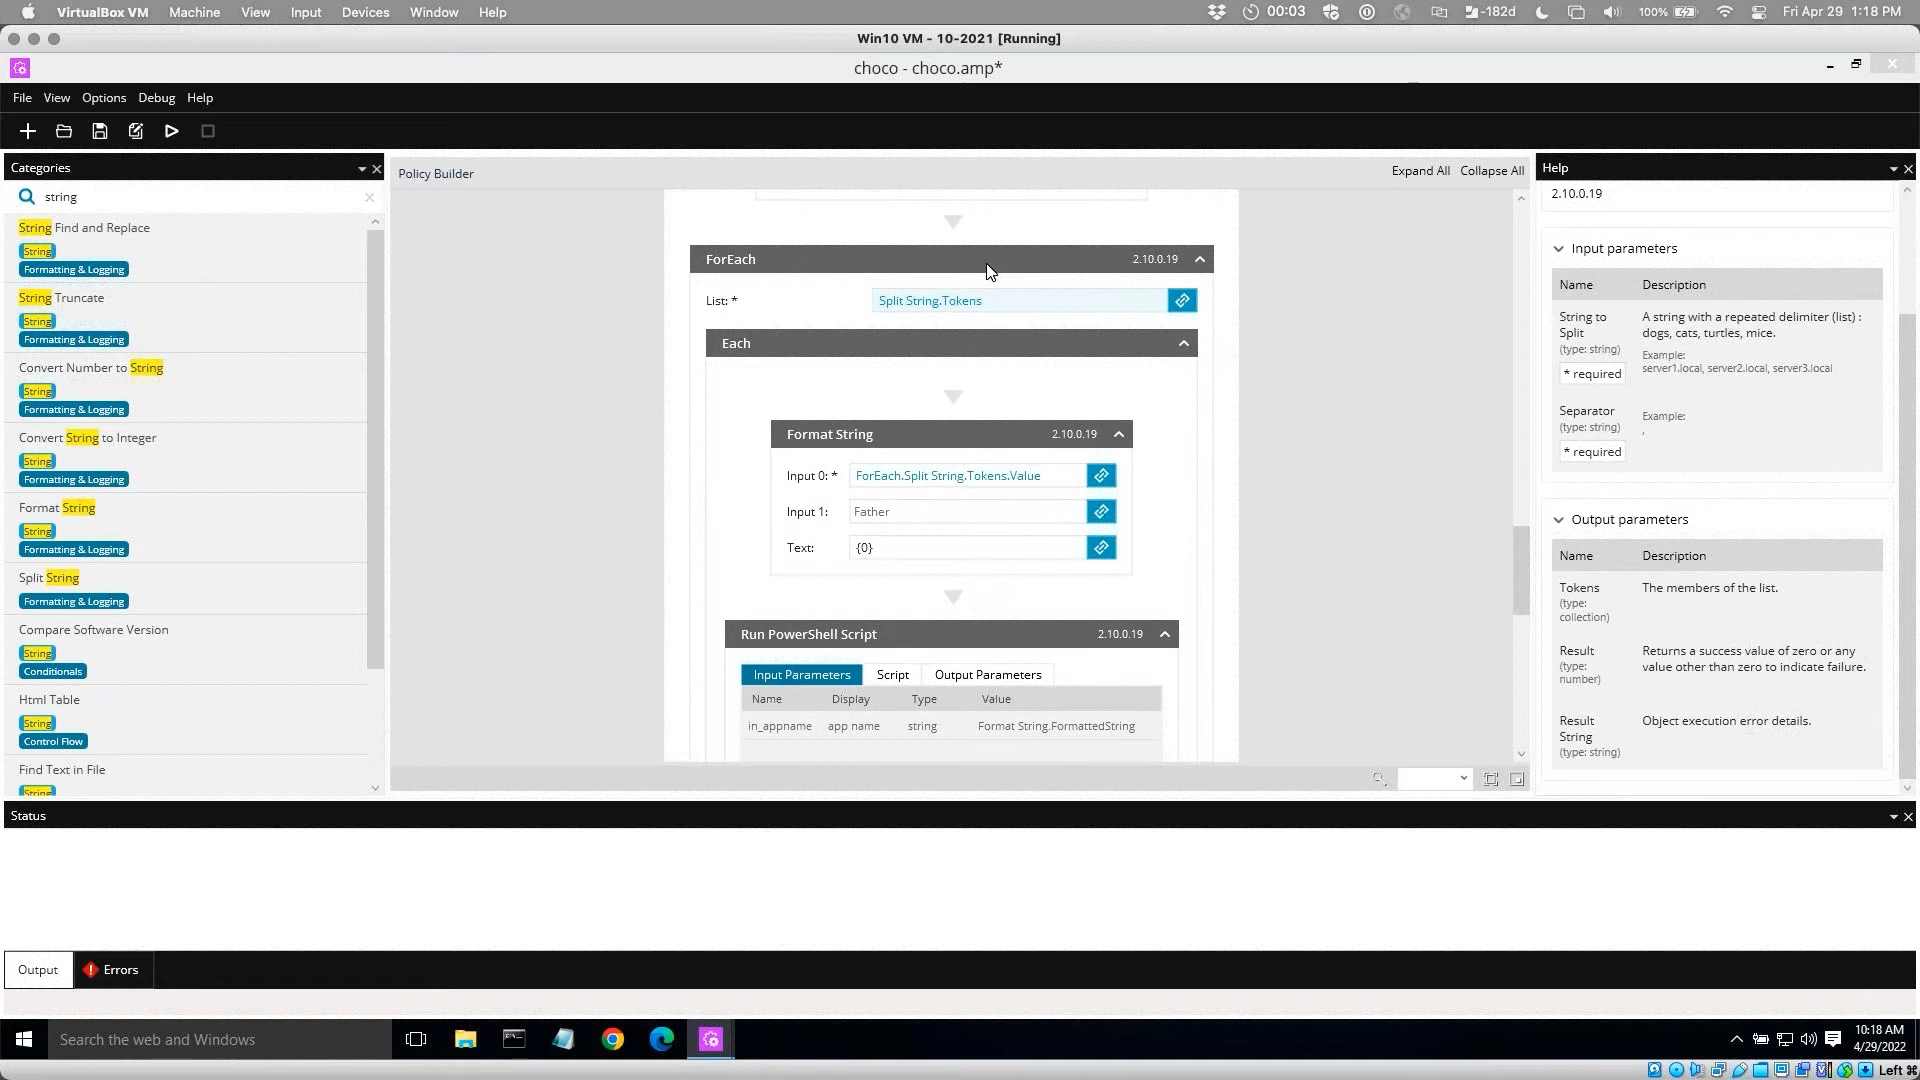 VirtualBox VM Machine View Input Devices Window Help 00:03 -182d 100% Fri Apr 29 1:18 PM
Win10 VM - 10-2021 [Running]
choco - choco.amp*
File View Options Debug Help
Categories
string
String Find and Replace
String
Formatting & Logging
String Truncate
String
Formatting & Logging
Convert Number to String
String
Formatting & Logging
Convert String to Integer
String
Formatting & Logging
Format String
String
Formatting & Logging
Split String
Formatting & Logging
Compare Software Version
String
Conditionals
Html Table
String
Control Flow
Find Text in File
String
Policy Builder
Expand All Collapse All
ForEach 2.10.0.19
List: * Split String.Tokens
Each
Format String 2.10.0.19
Input 0: * ForEach.Split String.Tokens.Value
Input 1: Father
Text: {0}
Run PowerShell Script 2.10.0.19
Input Parameters Script Output Parameters
Name Display Type Value
in_appname app name string Format String.FormattedString
Help
2.10.0.19
Input parameters
Name Description
String to
Split
(type: string)
* required
A string with a repeated delimiter (list) :
dogs, cats, turtles, mice.
Example:
server1.local, server2.local, server3.local
Separator
(type: string)
* required
Example:
,
Output parameters
Name Description
Tokens
(type:
collection)
The members of the list.
Result
(type:
number)
Returns a success value of zero or any
value other than zero to indicate failure.
Result
String
(type: string)
Object execution error details.
Status
Output Errors
Search the web and Windows
10:18 AM
4/29/2022
Left ⌘